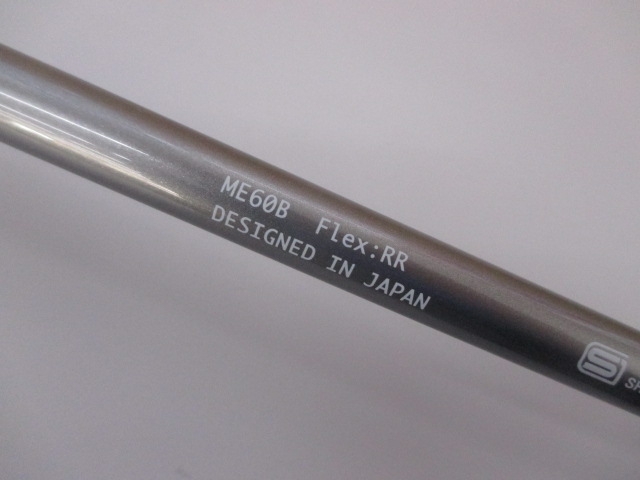 ME60B Flex:RR
DESIGNED IN JAPAN
S